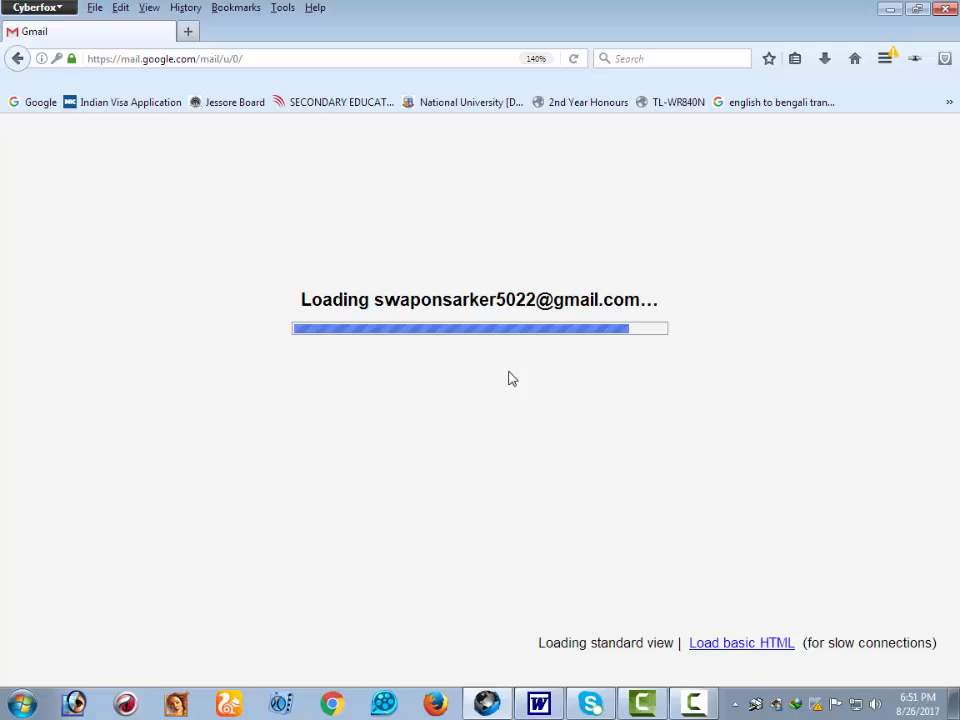 Cyberfox File Edit View History Bookmarks Tools Help
Gmail
https://mail.google.com/mail/u/0/ 140% Search
Google Indian Visa Application Jessore Board SECONDARY EDUCAT... National University [D... 2nd Year Honours TL-WR840N english to bengali tran... »
Loading swaponsarker5022@gmail.com...
Loading standard view | Load basic HTML (for slow connections)
6:51 PM
8/26/2017